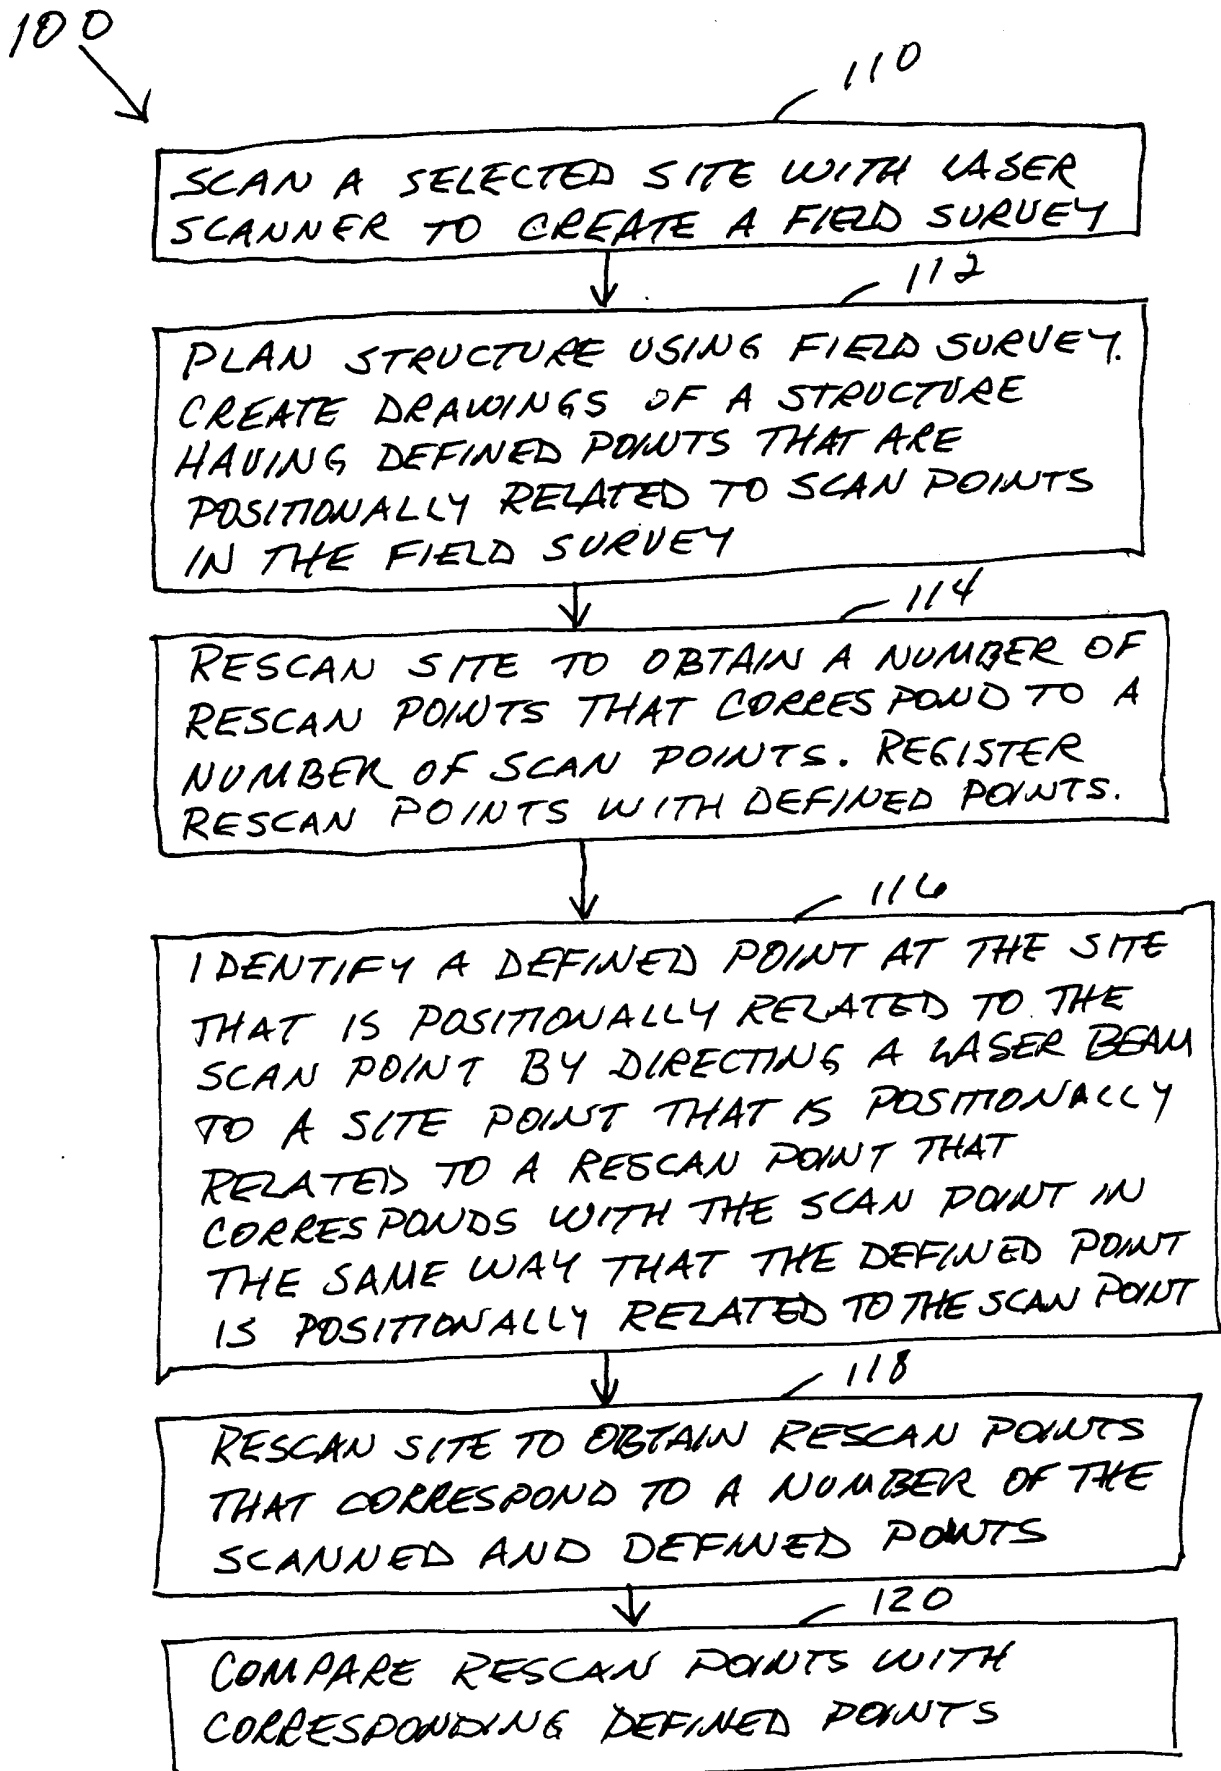 100
110
SCAN A SELECTED SITE WITH LASER
SCANNER TO CREATE A FIELD SURVEY
112
PLAN STRUCTURE USING FIELD SURVEY.
CREATE DRAWINGS OF A STRUCTURE
HAVING DEFINED POINTS THAT ARE
POSITIONALLY RELATED TO SCAN POINTS
IN THE FIELD SURVEY
114
RESCAN SITE TO OBTAIN A NUMBER OF
RESCAN POINTS THAT CORRESPOND TO A
NUMBER OF SCAN POINTS. REGISTER
RESCAN POINTS WITH DEFINED POINTS.
116
IDENTIFY A DEFINED POINT AT THE SITE
THAT IS POSITIONALLY RELATED TO THE
SCAN POINT BY DIRECTING A LASER BEAM
TO A SITE POINT THAT IS POSITIONALLY
RELATED TO A RESCAN POINT THAT
CORRESPONDS WITH THE SCAN POINT IN
THE SAME WAY THAT THE DEFINED POINT
IS POSITIONALLY RELATED TO THE SCAN POINT
118
RESCAN SITE TO OBTAIN RESCAN POINTS
THAT CORRESPOND TO A NUMBER OF THE
SCANNED AND DEFINED POINTS
120
COMPARE RESCAN POINTS WITH
CORRESPONDING DEFINED POINTS